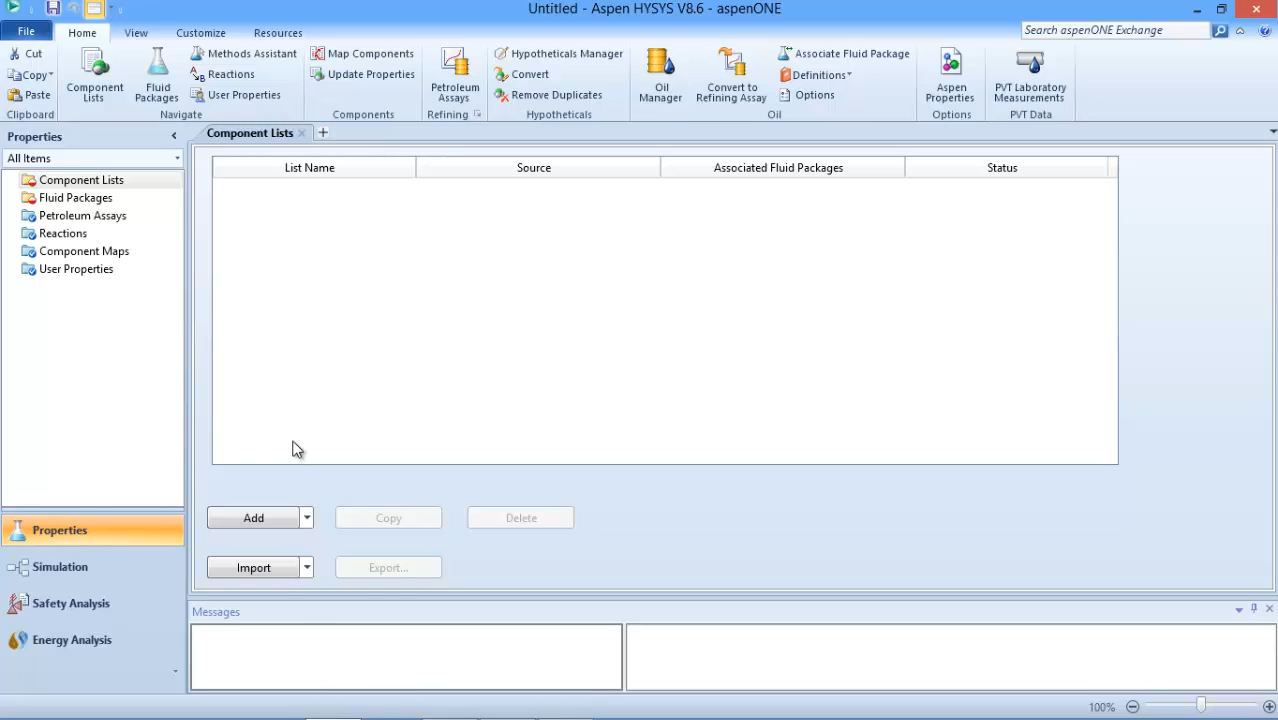 Untitled - Aspen HYSYS V8.6 - aspenONE
File Home View Customize Resources
Search aspenONE Exchange
Cut
Copy
Paste
Clipboard
Component Lists
Fluid Packages
Methods Assistant
Reactions
User Properties
Navigate
Map Components
Update Properties
Components
Petroleum Assays
Refining
Hypotheticals Manager
Convert
Remove Duplicates
Hypotheticals
Oil Manager
Convert to Refining Assay
Associate Fluid Package
Definitions
Options
Oil
Aspen Properties
Options
PVT Laboratory Measurements
PVT Data
Properties
All Items
Component Lists
Fluid Packages
Petroleum Assays
Reactions
Component Maps
User Properties
Properties
Simulation
Safety Analysis
Energy Analysis
Component Lists
List Name Source Associated Fluid Packages Status
Add Copy Delete
Import Export...
Messages
100%